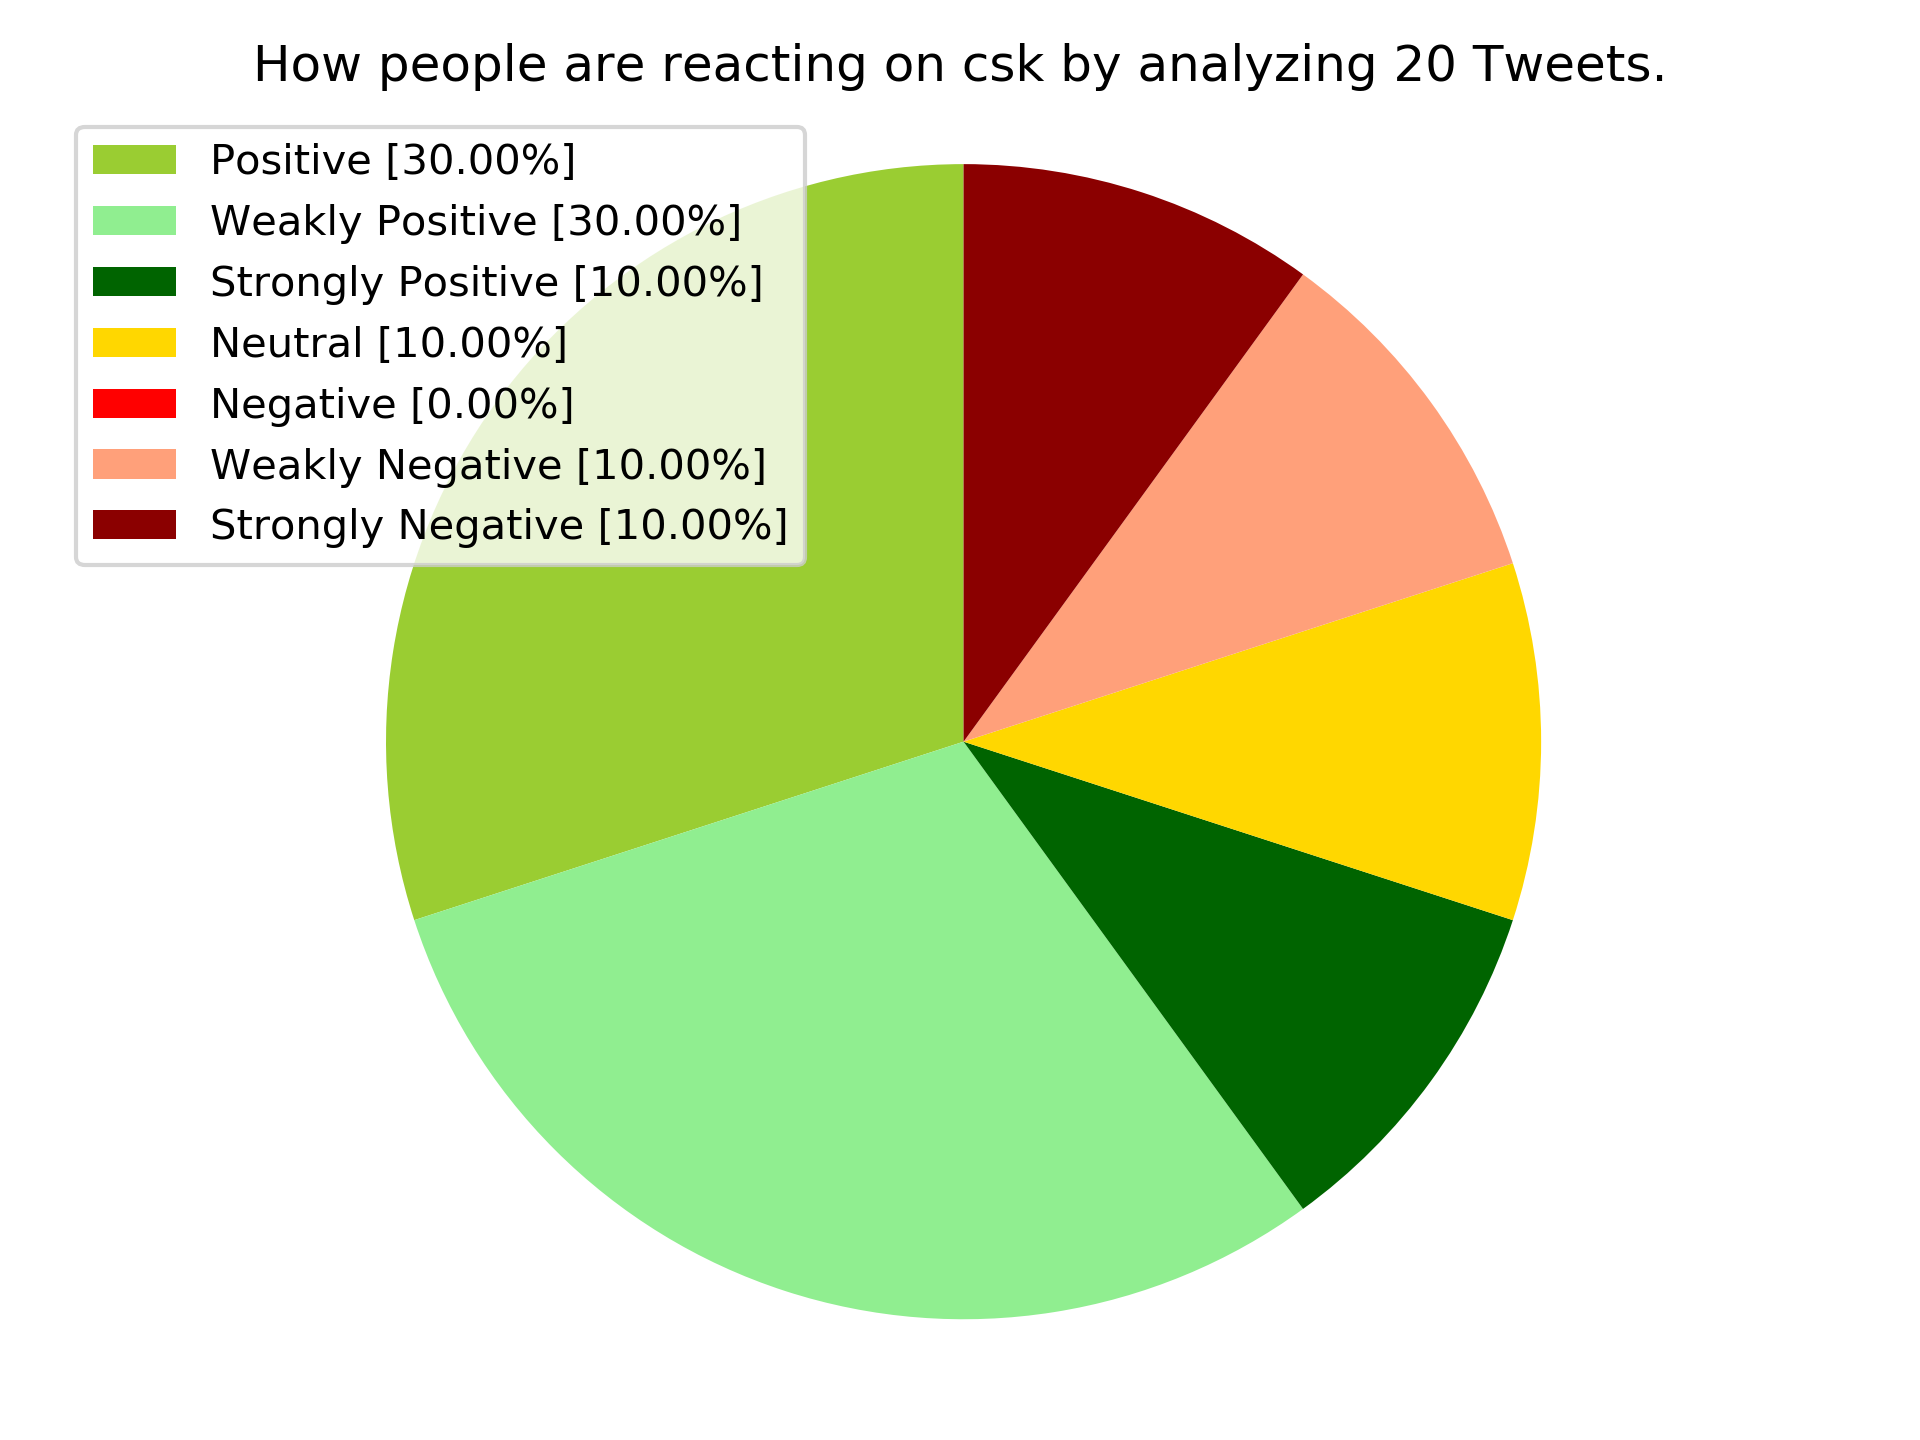 How people are reacting on csk by analyzing 20 Tweets.
Positive [30.00%]
Weakly Positive [30.00%]
Strongly Positive [10.00%]
Neutral [10.00%]
Negative [0.00%]
Weakly Negative [10.00%]
Strongly Negative [10.00%]